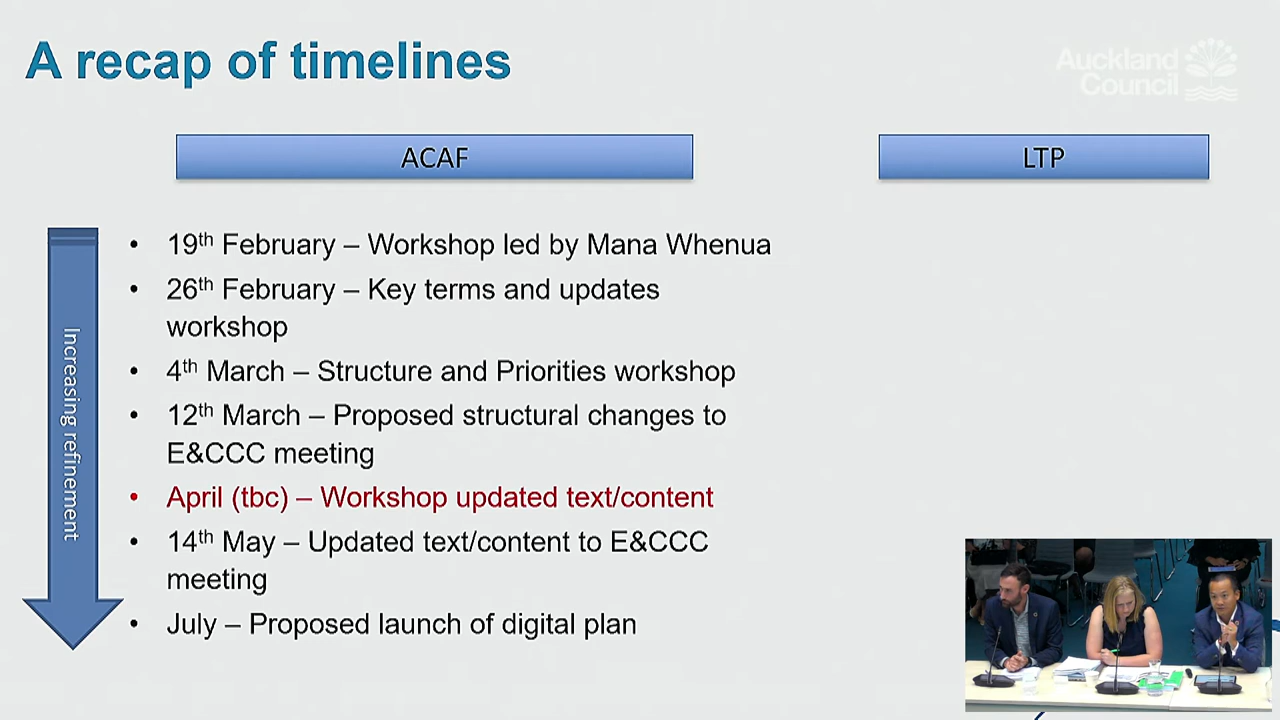 A recap of timelines
Auckland
Council
ACAF
LTP
• 19th February – Workshop led by Mana Whenua
• 26th February – Key terms and updates
workshop
• 4th March – Structure and Priorities workshop
• 12th March – Proposed structural changes to
E&CCC meeting
• April (tbc) – Workshop updated text/content
• 14th May – Updated text/content to E&CCC
meeting
• July – Proposed launch of digital plan
Increasing refinement